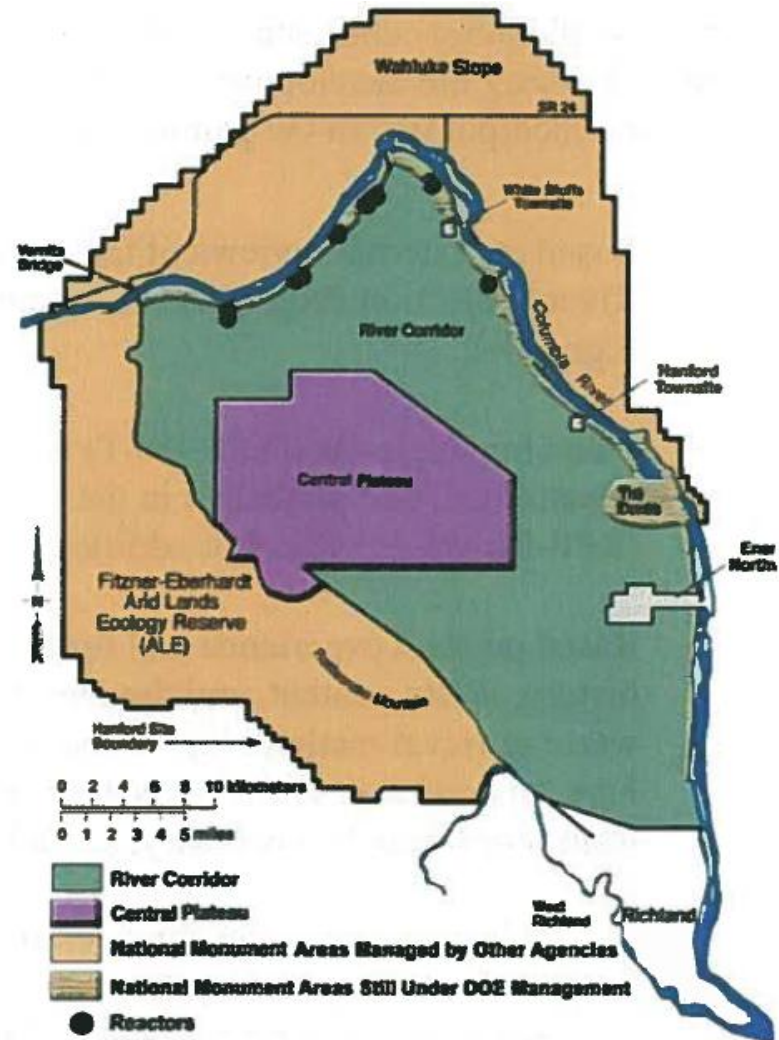 Wahluke Slope
SR 24
White Bluffs
Townsite
Vernita
Bridge
River Corridor
Columbia River
Hanford
Townsite
Central Plateau
The
Dunes
Ener
North
Fitzner-Eberhardt
Arid Lands
Ecology Reserve
(ALE)
N
Rattlesnake Mountain
Hanford Site
Boundary
0 2 4 6 8 10 kilometers
0 1 2 3 4 5 miles
River Corridor
Central Plateau
National Monument Areas Managed by Other Agencies
National Monument Areas Still Under DOE Management
Reactors
West
Richland
Richland